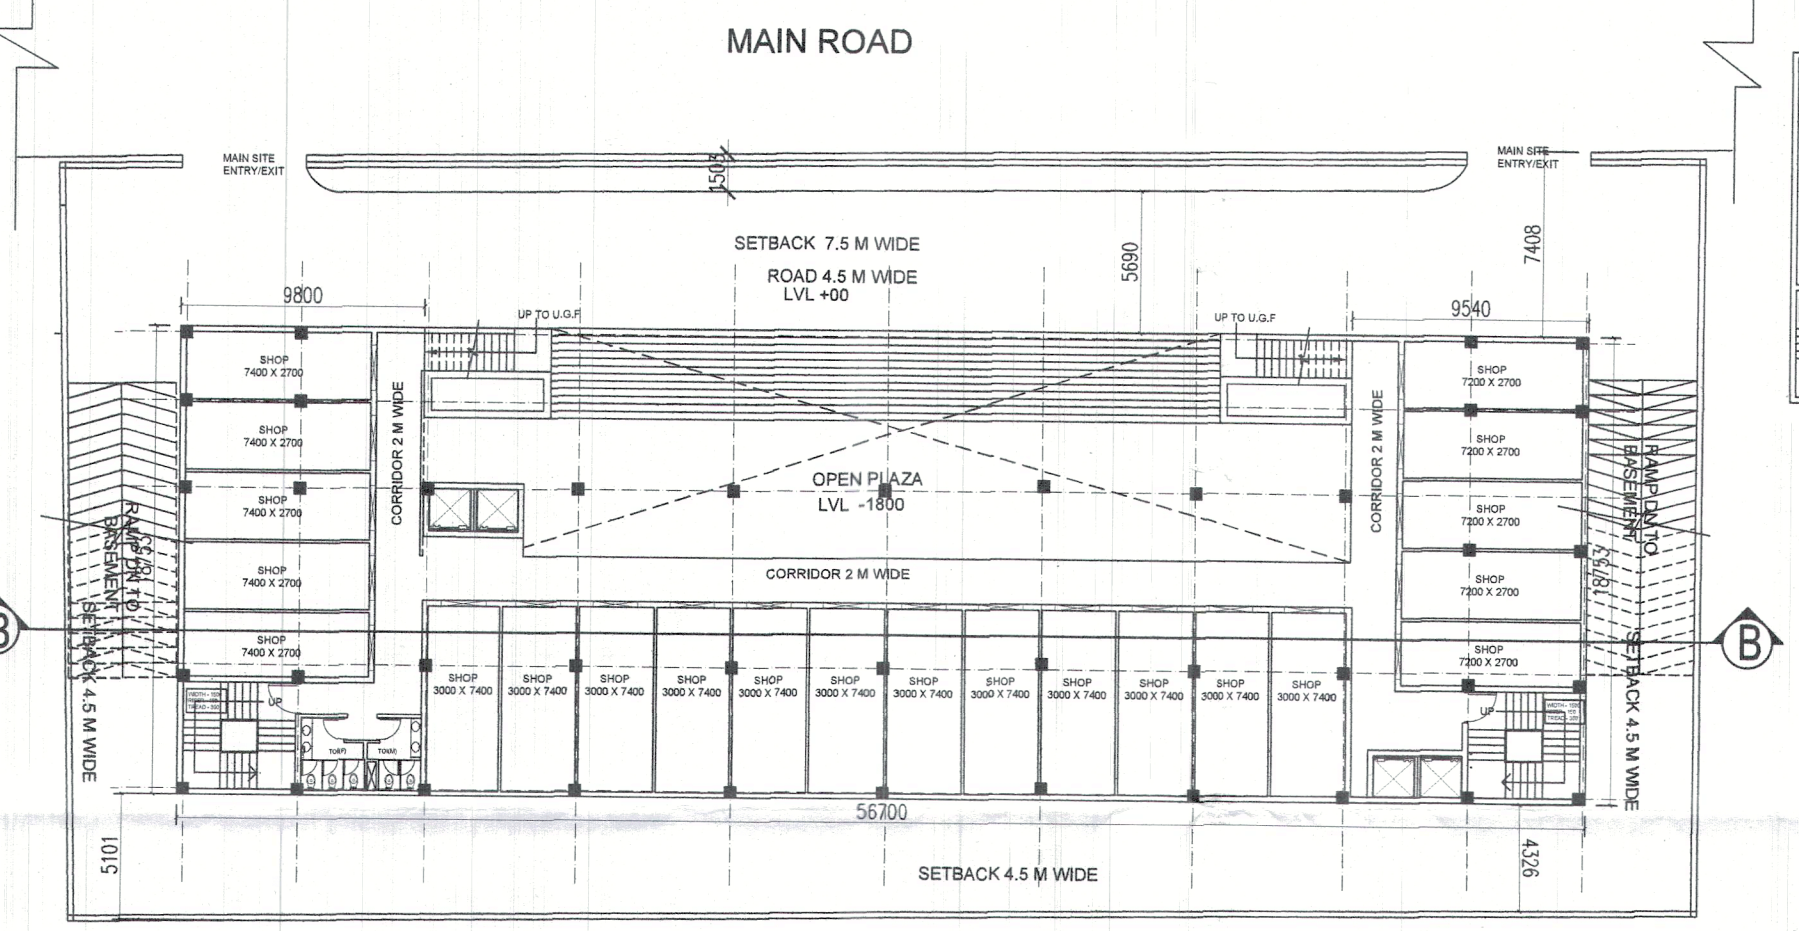 MAIN ROAD
MAIN SITE
ENTRY/EXIT
MAIN SITE
ENTRY/EXIT
1503
SETBACK 7.5 M WIDE
ROAD 4.5 M WIDE
LVL +00
5690
7408
9800
9540
UP TO U.G.F
UP TO U.G.F
SHOP
7400 X 2700
SHOP
7400 X 2700
SHOP
7400 X 2700
SHOP
7400 X 2700
SHOP
7400 X 2700
CORRIDOR 2 M WIDE
OPEN PLAZA
LVL -1800
CORRIDOR 2 M WIDE
CORRIDOR 2 M WIDE
SHOP
7200 X 2700
SHOP
7200 X 2700
SHOP
7200 X 2700
SHOP
7200 X 2700
SHOP
7200 X 2700
RAMP DN TO
BASEMENT
SETBACK 4.5 M WIDE
RAMP DN TO
BASEMENT
SETBACK 4.5 M WIDE
B
B
SHOP
3000 X 7400
SHOP
3000 X 7400
SHOP
3000 X 7400
SHOP
3000 X 7400
SHOP
3000 X 7400
SHOP
3000 X 7400
SHOP
3000 X 7400
SHOP
3000 X 7400
SHOP
3000 X 7400
SHOP
3000 X 7400
SHOP
3000 X 7400
SHOP
3000 X 7400
UP
TOI(F)
TOI(M)
UP
56700
5101
4326
SETBACK 4.5 M WIDE